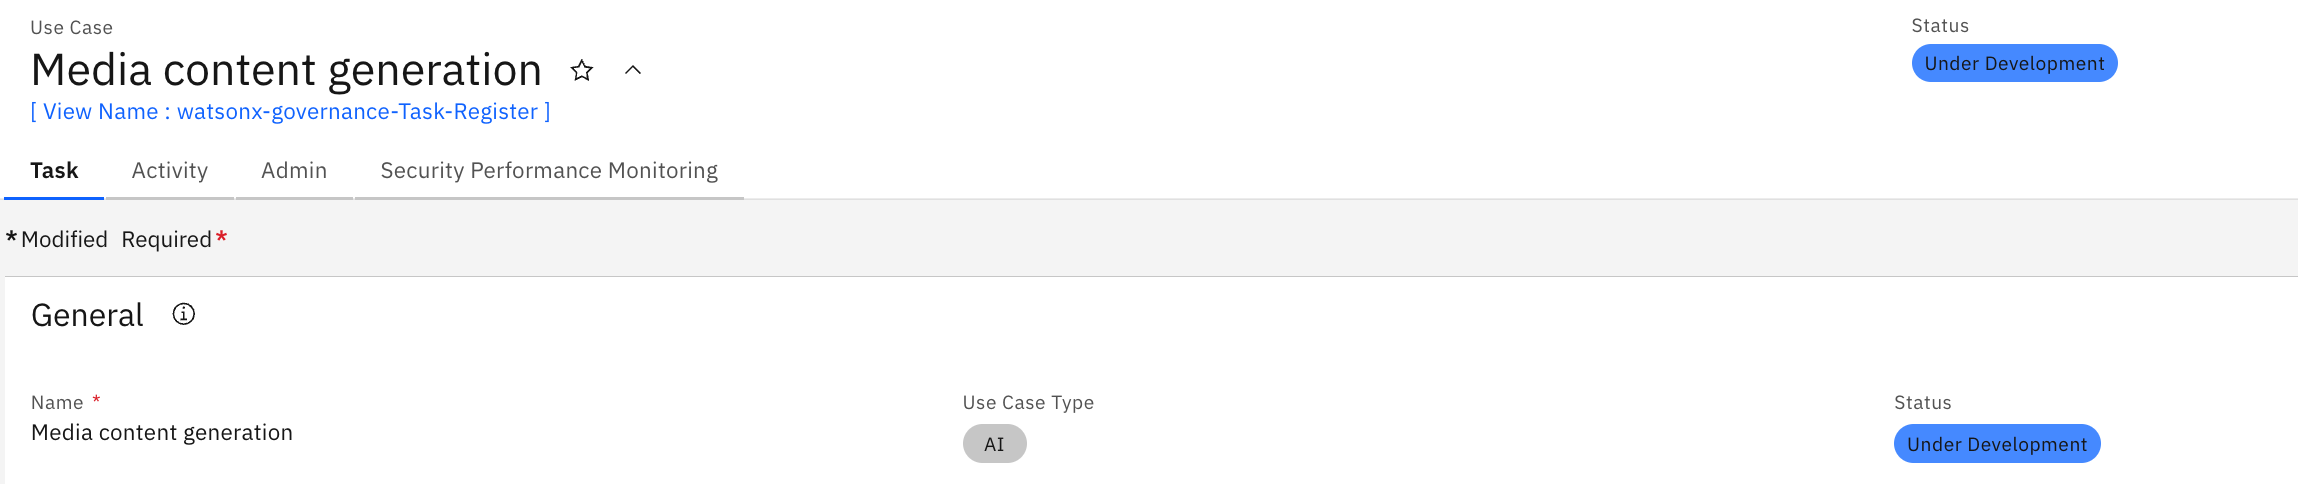 Use Case
Media content generation
[ View Name : watsonx-governance-Task-Register ]
Status
Under Development
Task Activity Admin Security Performance Monitoring
*Modified Required*
General
Name *
Media content generation
Use Case Type
AI
Status
Under Development